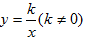 y = k/x (k ≠ 0)